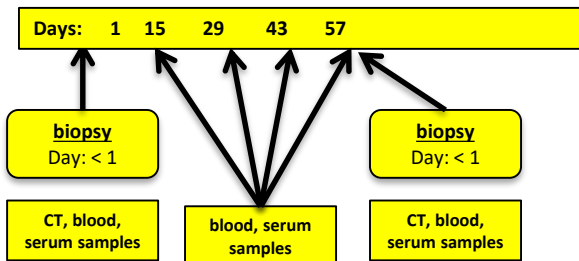 Days: 1 15 29 43 57
biopsy
Day: < 1
biopsy
Day: < 1
CT, blood,
serum samples
blood, serum
samples
CT, blood,
serum samples